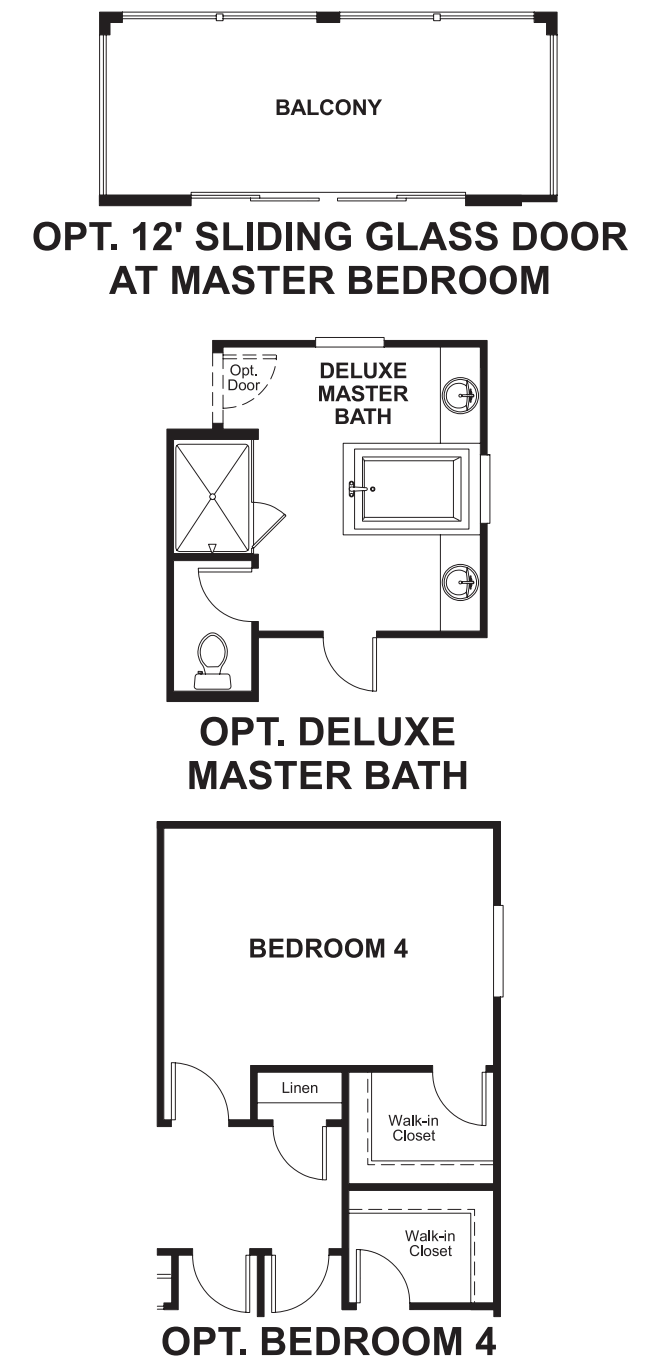 BALCONY
OPT. 12' SLIDING GLASS DOOR
AT MASTER BEDROOM
Opt.
Door
DELUXE
MASTER
BATH
OPT. DELUXE
MASTER BATH
BEDROOM 4
Linen
Walk-in
Closet
Walk-in
Closet
OPT. BEDROOM 4